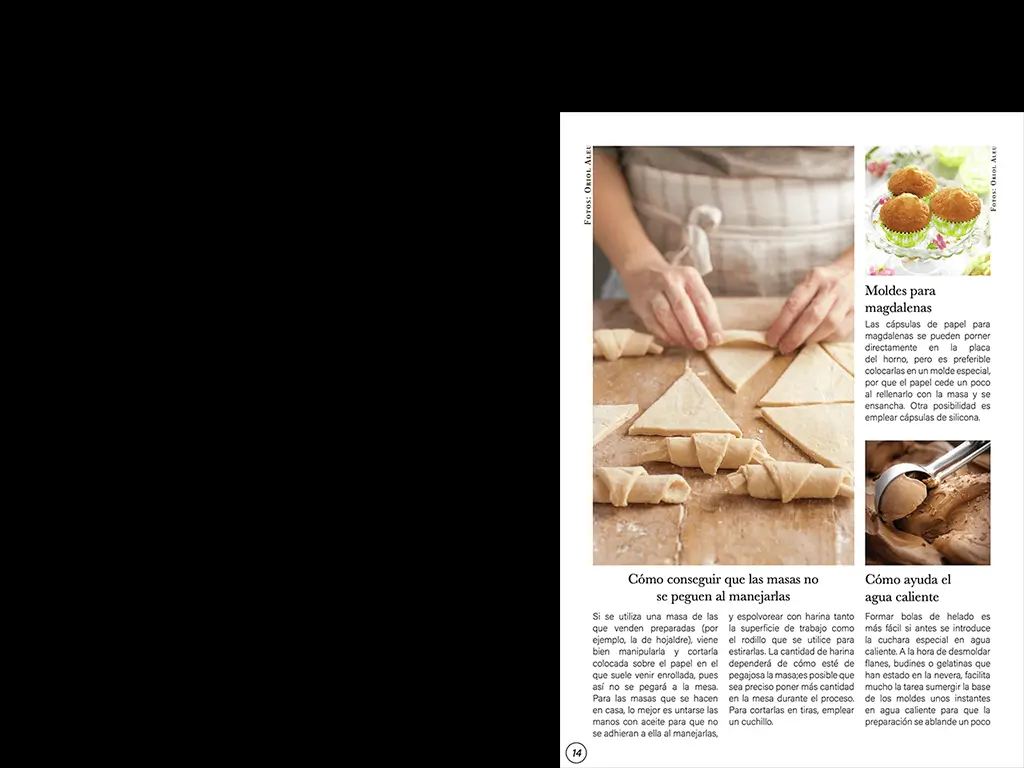 Fotos: Oriol Aleu
Cómo conseguir que las masas no
se peguen al manejarlas
Si se utiliza una masa de las
que venden preparadas (por
ejemplo, la de hojaldre), viene
bien manipularla y cortarla
colocada sobre el papel en el
que suele venir enrollada, pues
así no se pegará a la mesa.
Para las masas que se hacen
en casa, lo mejor es untarse las
manos con aceite para que no
se adhieran a ella al manejarlas,
y espolvorear con harina tanto
la superficie de trabajo como
el rodillo que se utilice para
estirarlas. La cantidad de harina
dependerá de cómo esté de
pegajosa la masa;es posible que
sea preciso poner más cantidad
en la mesa durante el proceso.
Para cortarlas en tiras, emplear
un cuchillo.
Fotos: Oriol Aleu
Moldes para
magdalenas
Las cápsulas de papel para
magdalenas se pueden porner
directamente en la placa
del horno, pero es preferible
colocarlas en un molde especial,
por que el papel cede un poco
al rellenarlo con la masa y se
ensancha. Otra posibilidad es
emplear cápsulas de silicona.
Cómo ayuda el
agua caliente
Formar bolas de helado es
más fácil si antes se introduce
la cuchara especial en agua
caliente. A la hora de desmoldar
flanes, budines o gelatinas que
han estado en la nevera, facilita
mucho la tarea sumergir la base
de los moldes unos instantes
en agua caliente para que la
preparación se ablande un poco
14